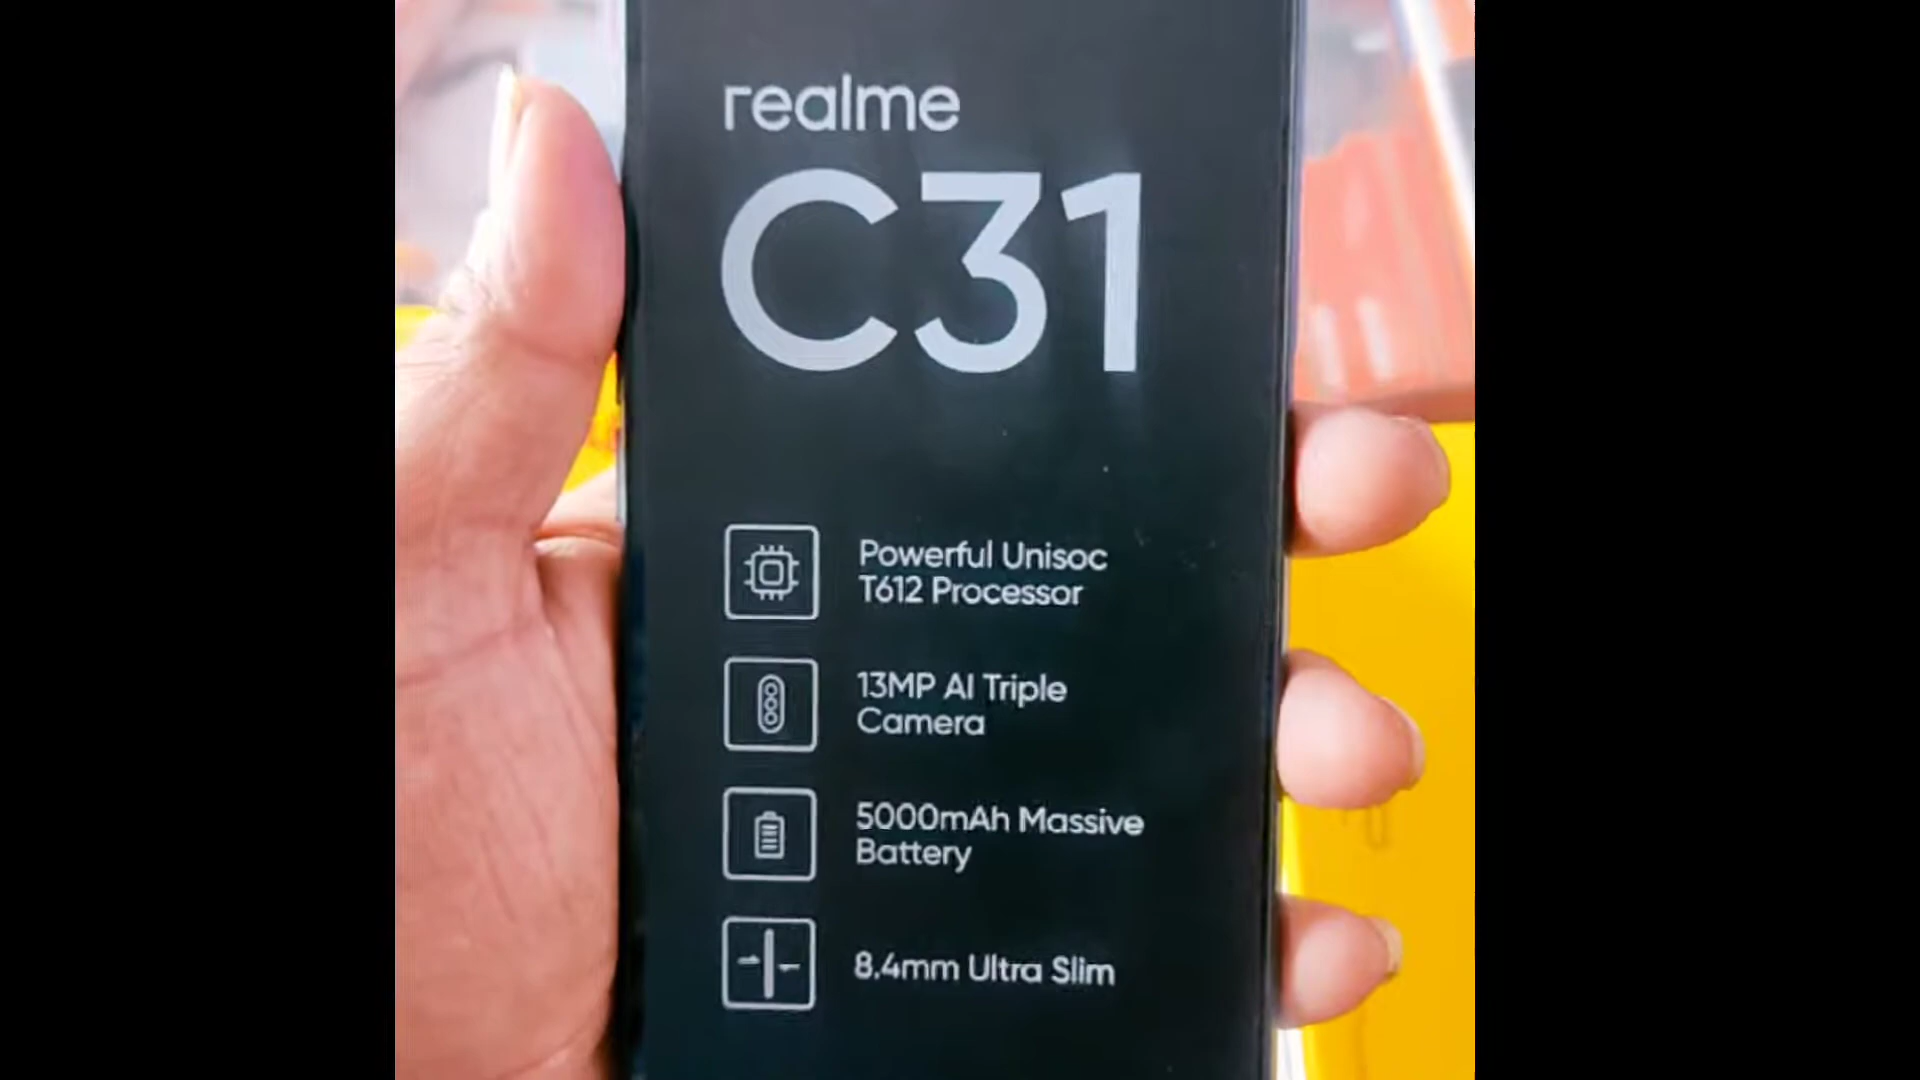 realme
C31
Powerful Unisoc
T612 Processor
13MP AI Triple
Camera
5000mAh Massive
Battery
8.4mm Ultra Slim